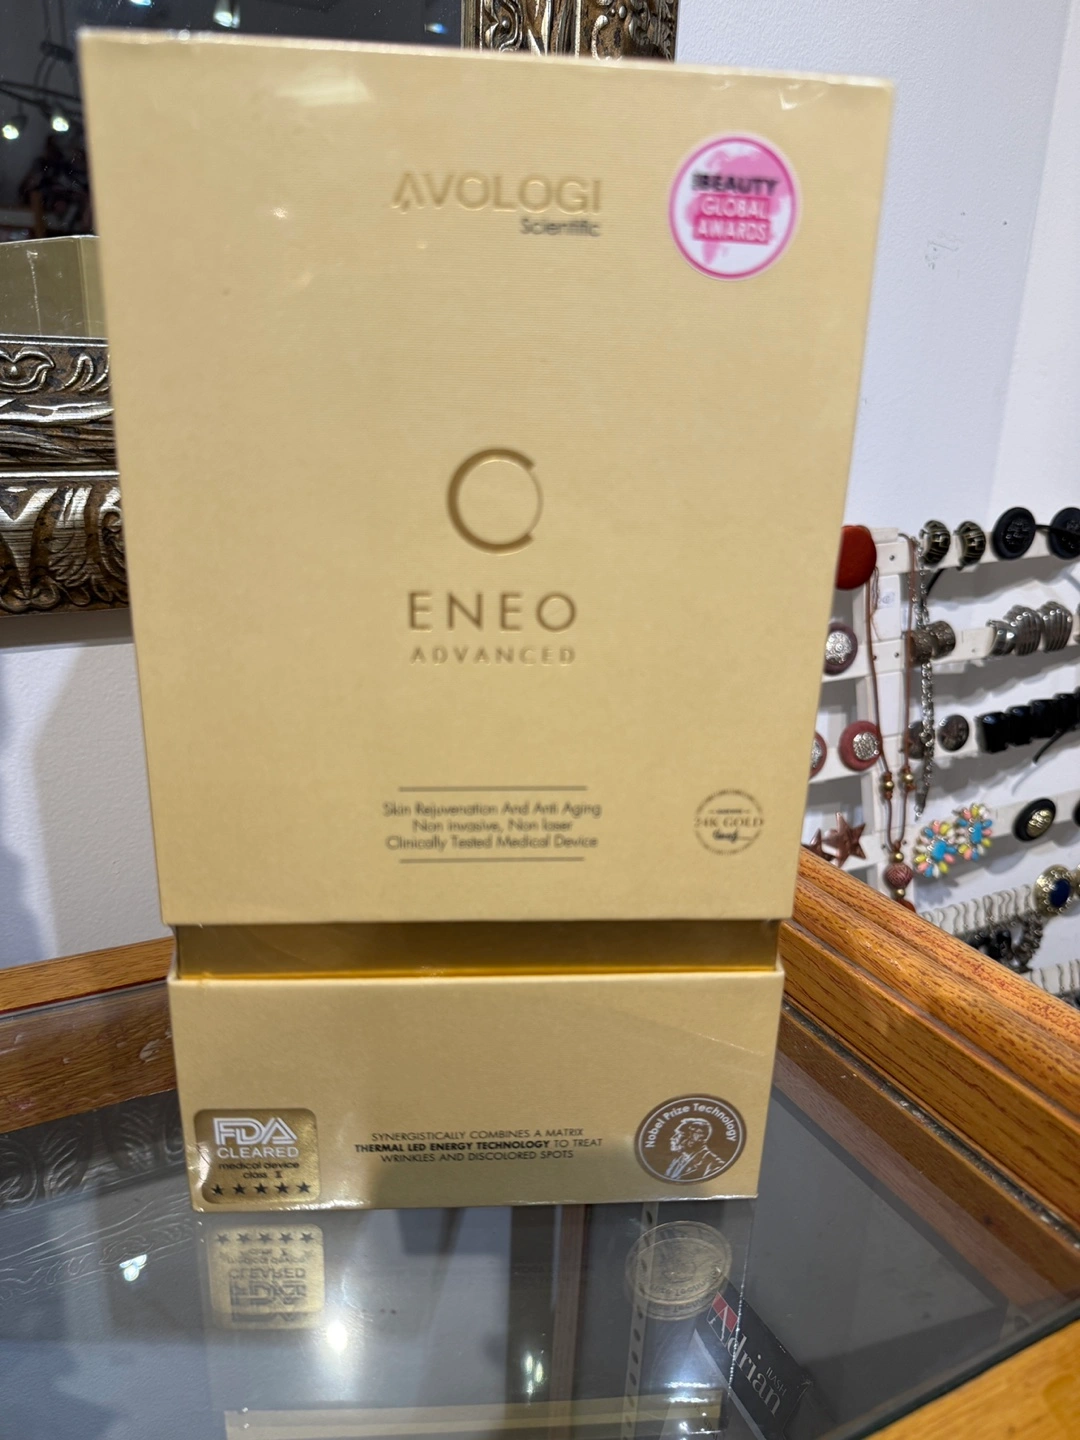 AVOLOGI
Scientific
BEAUTY
GLOBAL
AWARDS
ENEO
ADVANCED
Skin Rejuvenation And Anti Aging
Non invasive, Non laser
Clinically Tested Medical Device
24K GOLD
FDA
CLEARED
medical device
class II
SYNERGISTICALLY COMBINES A MATRIX
THERMAL LED ENERGY TECHNOLOGY TO TREAT
WRINKLES AND DISCOLORED SPOTS
Nobel Prize Technology
Adrian